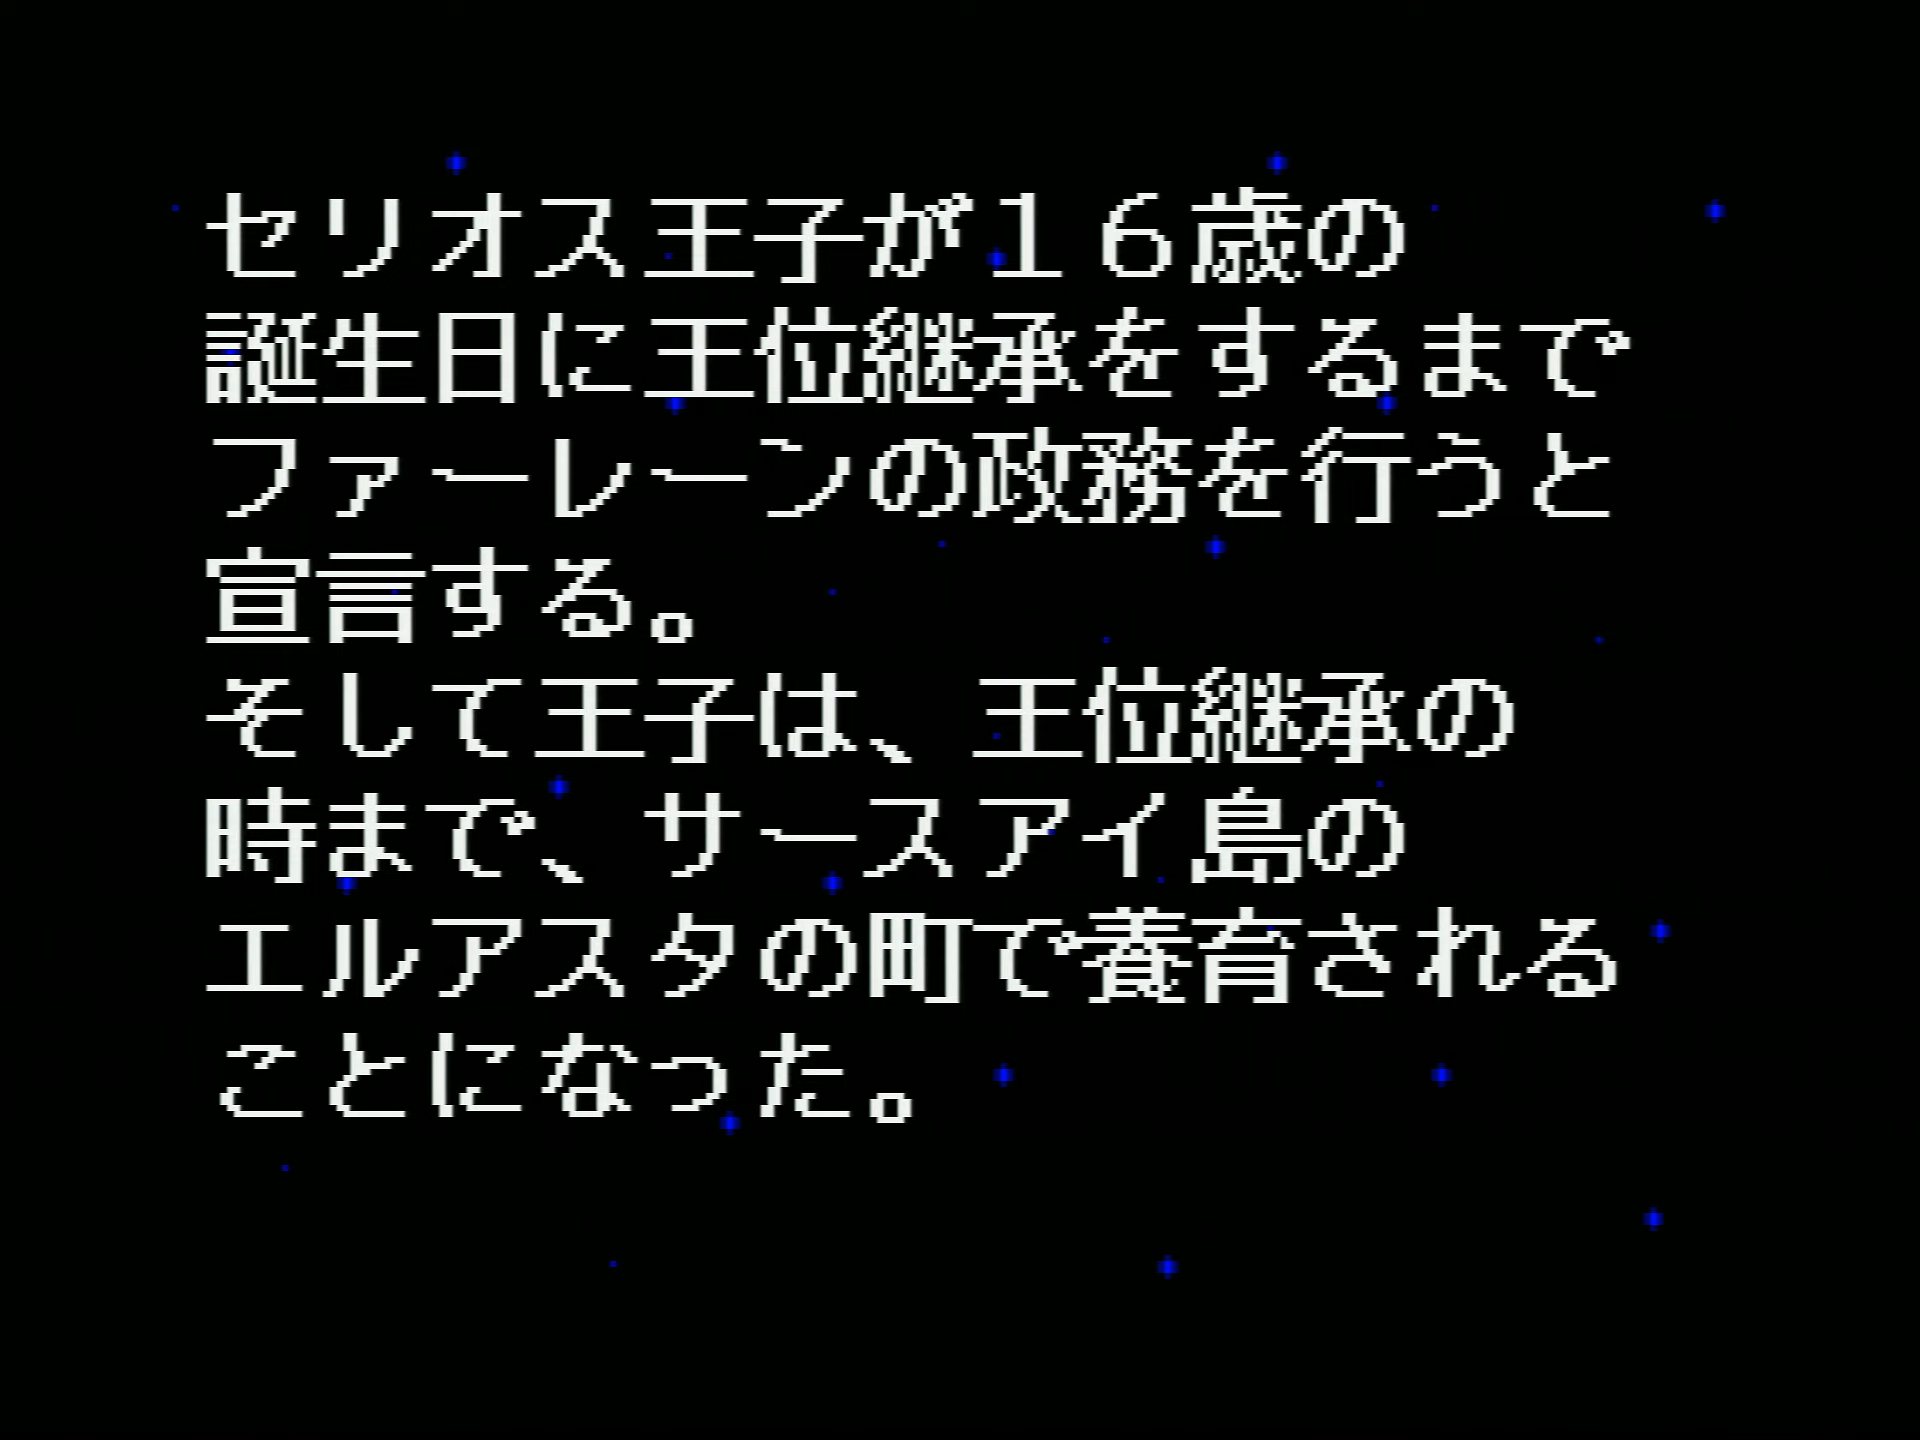 セリオス王子が１６歳の
誕生日に王位継承をするまで
ファーレーンの政務を行うと
宣言する。
そして王子は、王位継承の
時まで、サースアイ島の
エルアスタの町で養育される
ことになった。